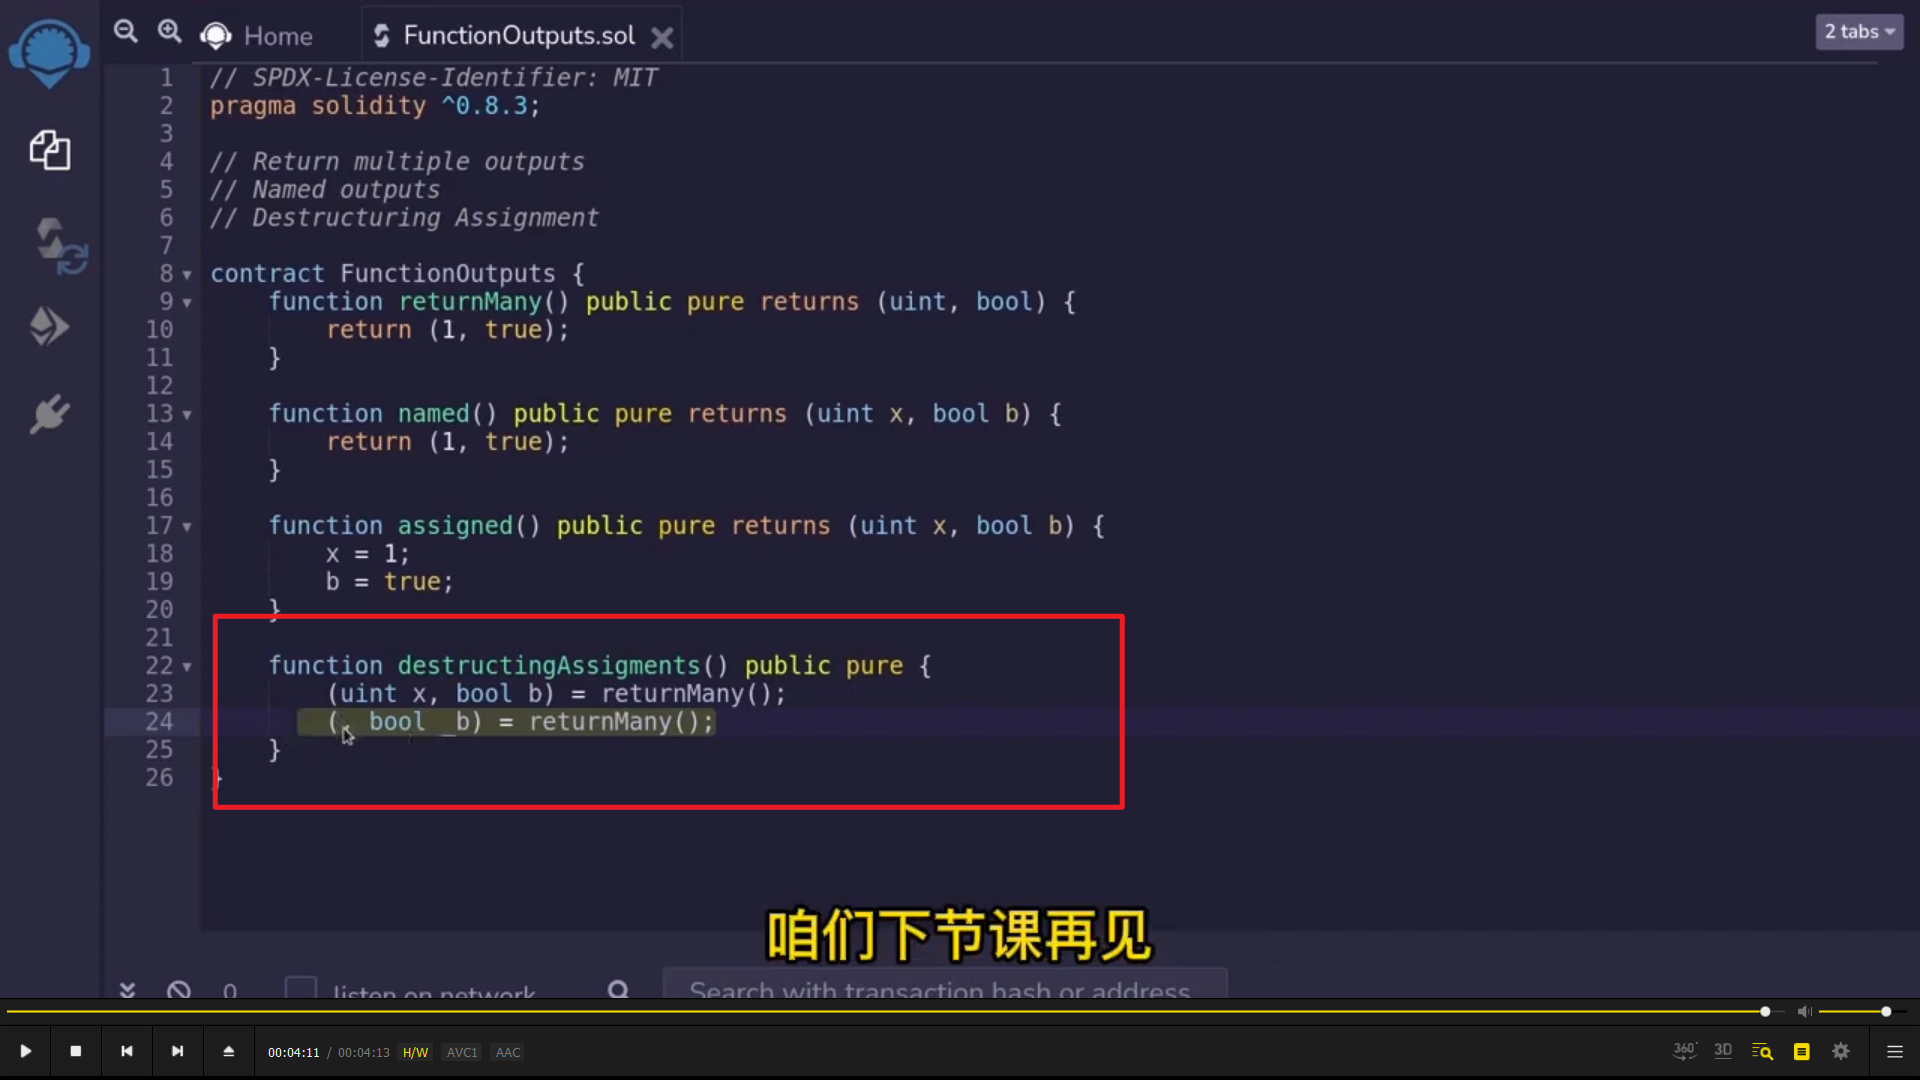 Home
FunctionOutputs.sol
2 tabs
1 // SPDX-License-Identifier: MIT
2 pragma solidity ^0.8.3;
3
4 // Return multiple outputs
5 // Named outputs
6 // Destructuring Assignment
7
8 contract FunctionOutputs {
9 function returnMany() public pure returns (uint, bool) {
10 return (1, true);
11 }
12
13 function named() public pure returns (uint x, bool b) {
14 return (1, true);
15 }
16
17 function assigned() public pure returns (uint x, bool b) {
18 x = 1;
19 b = true;
20 }
21
22 function destructingAssigments() public pure {
23 (uint x, bool b) = returnMany();
24 (, bool _b) = returnMany();
25 }
26 }
咱们下节课再见
0 listen on network Search with transaction hash or address
00:04:11 / 00:04:13 H/W AVC1 AAC 360° 3D